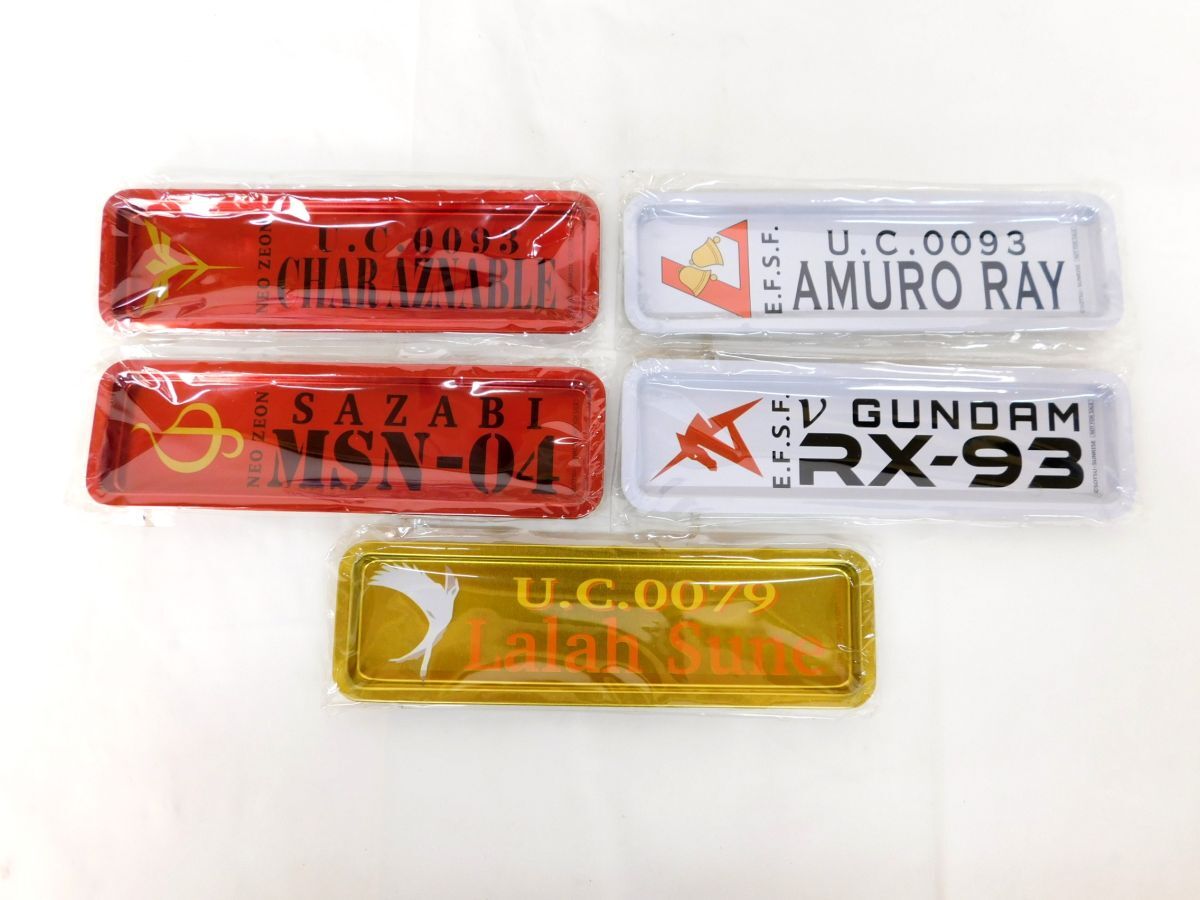 NEO ZEON
U.C.0093
CHAR AZNABLE
E.F.S.F.
U.C.0093
AMURO RAY
NEO ZEON
SAZABI
MSN-04
E.F.S.F.
ν GUNDAM
RX-93
U.C.0079
Lalah Sune